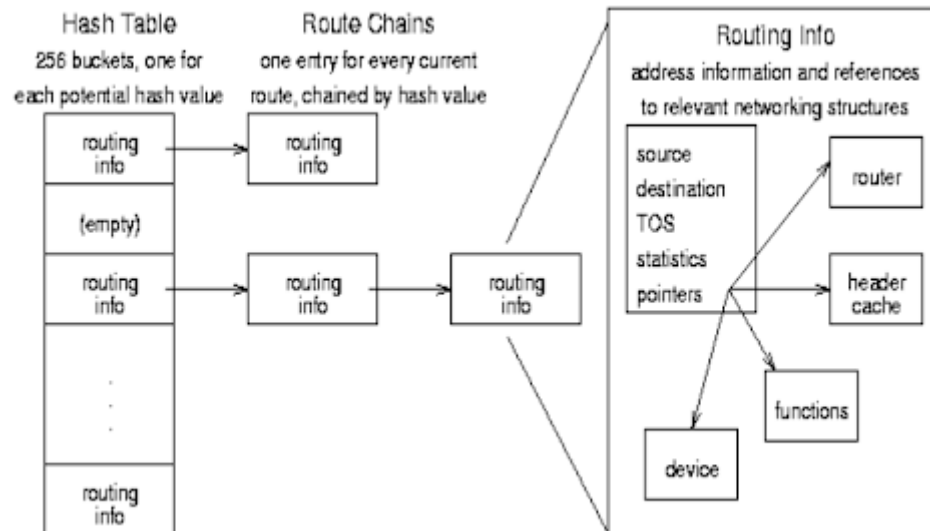 Hash Table
256 buckets, one for
each potential hash value
Route Chains
one entry for every current
route, chained by hash value
routing
info
routing
info
(empty)
routing
info
routing
info
routing
info
.
.
.
routing
info
Routing Info
address information and references
to relevant networking structures
source
destination
TOS
statistics
pointers
router
header
cache
functions
device